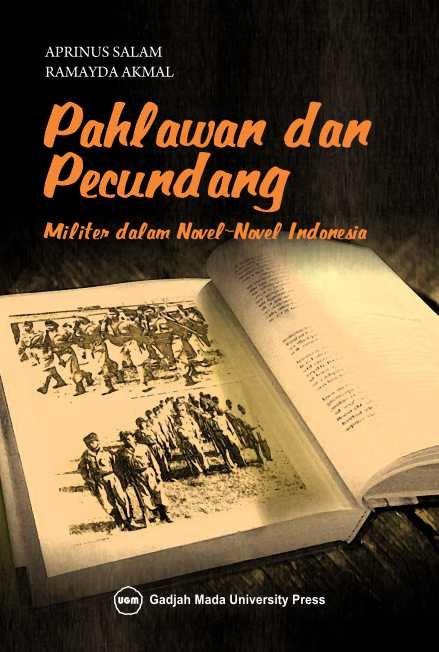 APRINUS SALAM
RAMAYDA AKMAL
Pahlawan dan
Pecundang
Militer dalam Novel~Novel Indonesia
UGM Gadjah Mada University Press